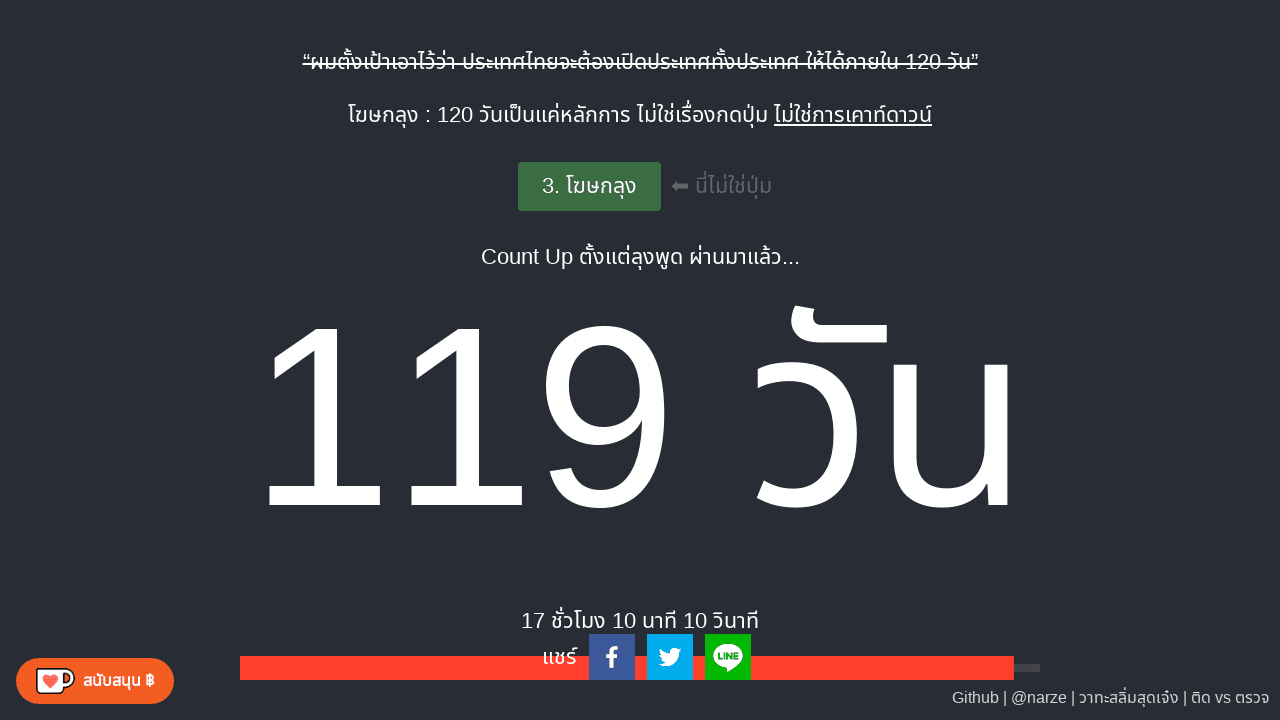 “ผมตั้งเป้าเอาไว้ว่า ประเทศไทยจะต้องเปิดประเทศทั้งประเทศ ให้ได้ภายใน 120 วัน”
โฆษกลุง : 120 วันเป็นแค่หลักการ ไม่ใช่เรื่องกดปุ่ม ไม่ใช่การเคาท์ดาวน์
3. โฆษกลุง ⬅ นี่ไม่ใช่ปุ่ม
Count Up ตั้งแต่ลุงพูด ผ่านมาแล้ว...
119 วัน
17 ชั่วโมง 10 นาที 10 วินาที
แชร์
LINE
สนับสนุน ฿
Github | @narze | วาทะสลิ่มสุดเจ๋ง | ติด vs ตรวจ